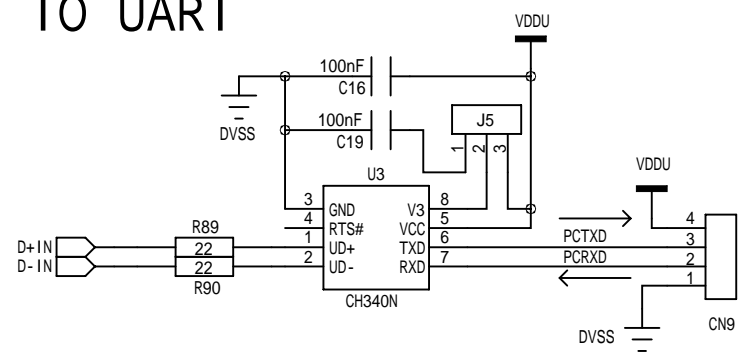 TO UART
VDDU
100nF
C16
DVSS
100nF
C19
J5
1 2 3
U3
VDDU
3 GND V3 8
4 RTS# VCC 5
1 UD+ TXD 6
2 UD- RXD 7
CH340N
R89
D+IN 22
D-IN 22
R90
PCTXD
PCRXD
4
3
2
1
CN9
DVSS